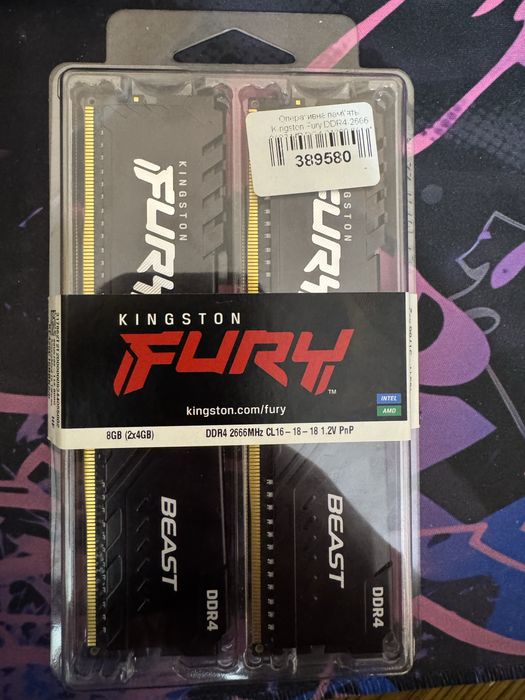 Оперативна пам'ять
Kingston Fury DDR4-2666
389580
KINGSTON
FURY
KINGSTON
FURY
KINGSTON
FURY
TM
kingston.com/fury
INTEL
AMD
8GB (2x4GB)
DDR4 2666MHz CL16-18-18 1.2V PnP
BEAST
DDR4
BEAST
DDR4